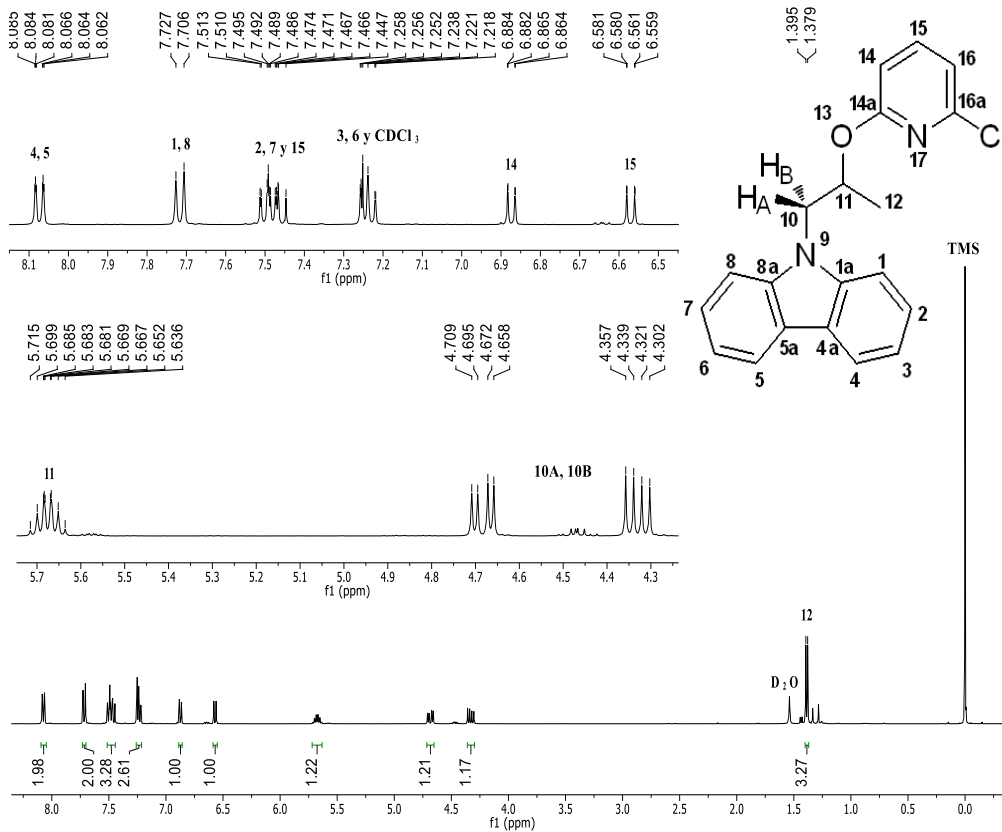 8.085 8.084 8.081 8.066 8.064 8.062 7.727 7.706 7.513 7.510 7.495 7.492 7.489 7.486 7.474 7.471 7.467 7.466 7.447 7.258 7.256 7.252 7.238 7.221 7.218 6.884 6.882 6.865 6.864 6.581 6.580 6.561 6.559 1.395 1.379
4, 5 1, 8 2, 7 y 15 3, 6 y CDCl 3 14 15
8.1 8.0 7.9 7.8 7.7 7.6 7.5 7.4 7.3 7.2 7.1 7.0 6.9 6.8 6.7 6.6 6.5
f1 (ppm)
15
14 16
14a 16a
13
O N C
17
H B
H A
11 12
10
9
N
8 8a 1a 1
7 2
5a 4a
6 3
5 4
TMS
5.715 5.699 5.685 5.683 5.681 5.669 5.667 5.652 5.636 4.709 4.695 4.672 4.658 4.357 4.339 4.321 4.302
11 10A, 10B
5.7 5.6 5.5 5.4 5.3 5.2 5.1 5.0 4.9 4.8 4.7 4.6 4.5 4.4 4.3
f1 (ppm)
12
D 2 O
1.98 2.00 3.28 2.61 1.00 1.00 1.22 1.21 1.17 3.27
8.0 7.5 7.0 6.5 6.0 5.5 5.0 4.5 4.0 3.5 3.0 2.5 2.0 1.5 1.0 0.5 0.0
f1 (ppm)